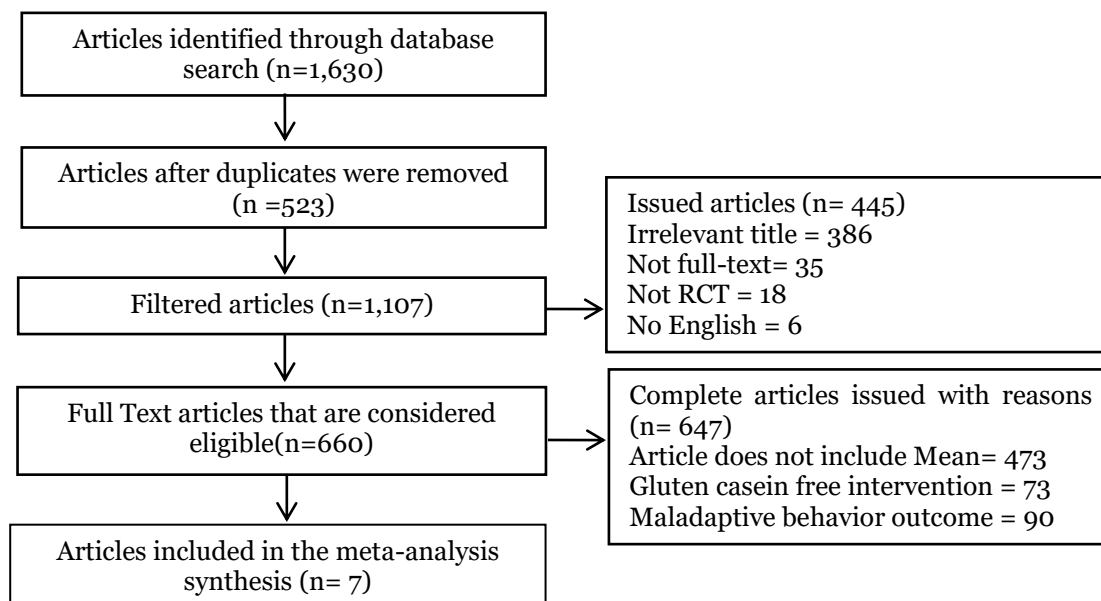 Articles identified through database
search (n=1,630)
Articles after duplicates were removed
(n =523)
Filtered articles (n=1,107)
Issued articles (n= 445)
Irrelevant title = 386
Not full-text= 35
Not RCT = 18
No English = 6
Full Text articles that are considered
eligible(n=660)
Complete articles issued with reasons
(n= 647)
Article does not include Mean= 473
Gluten casein free intervention = 73
Maladaptive behavior outcome = 90
Articles included in the meta-analysis
synthesis (n= 7)